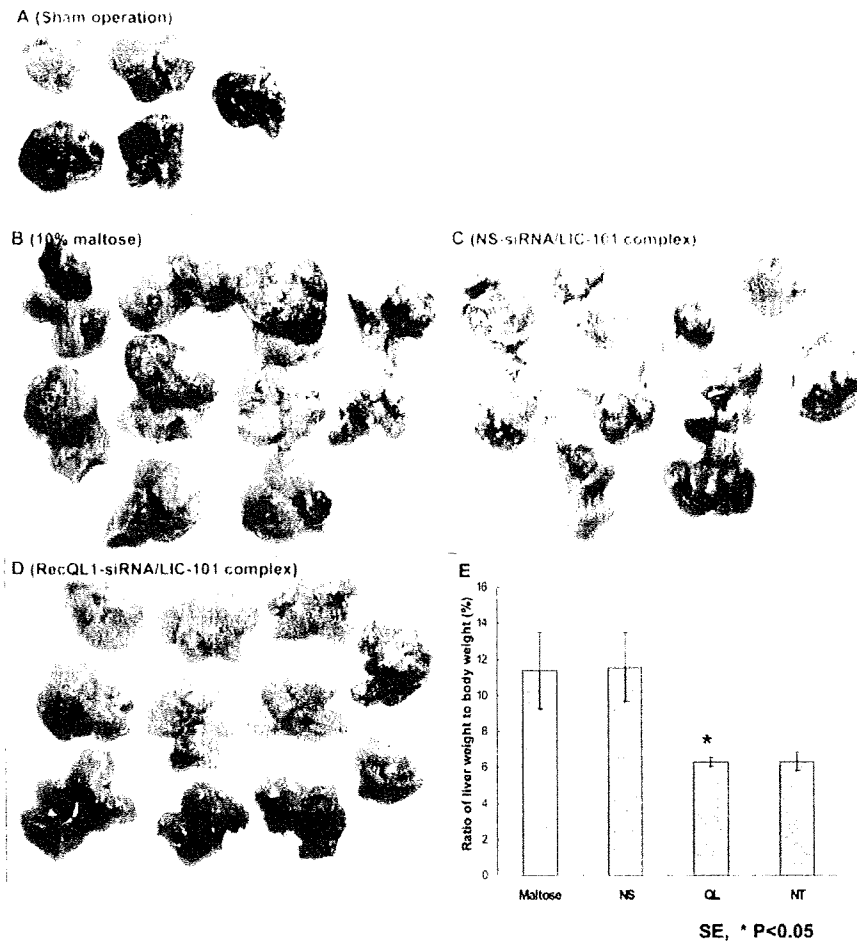 A (Sham operation)
B (10% maltose)
C (NS-siRNA/LIC-101 complex)
D (RecQL1-siRNA/LIC-101 complex)
E
Ratio of liver weight to body weight (%)
16
14
12
10
8
6
4
2
0
*
Maltose
NS
QL
NT
SE, * P<0.05